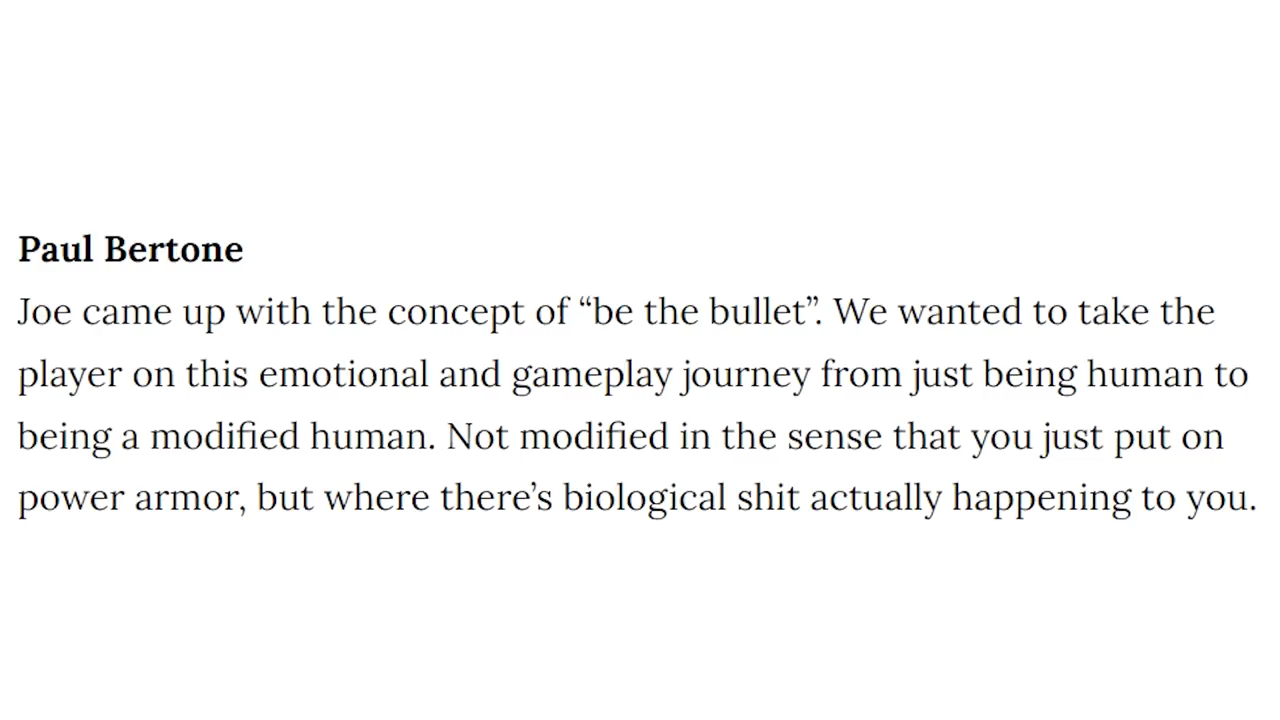 Paul Bertone
Joe came up with the concept of “be the bullet”. We wanted to take the
player on this emotional and gameplay journey from just being human to
being a modified human. Not modified in the sense that you just put on
power armor, but where there’s biological shit actually happening to you.